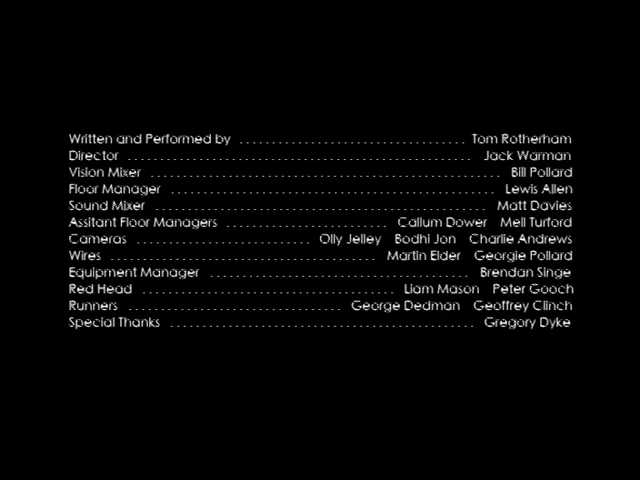 Written and Performed by ................................... Tom Rotherham
Director ..................................................... Jack Warman
Vision Mixer ...................................................... Bill Pollard
Floor Manager .................................................. Lewis Allen
Sound Mixer ................................................... Matt Davies
Assitant Floor Managers .......................... Callum Dower Mell Turford
Cameras ........................... Olly Jelley Bodhi Jon Charlie Andrews
Wires ......................................... Martin Elder Georgie Pollard
Equipment Manager ........................................ Brendan Singe
Red Head ....................................... Liam Mason Peter Gooch
Runners ................................. George Dedman Geoffrey Clinch
Special Thanks ............................................... Gregory Dyke